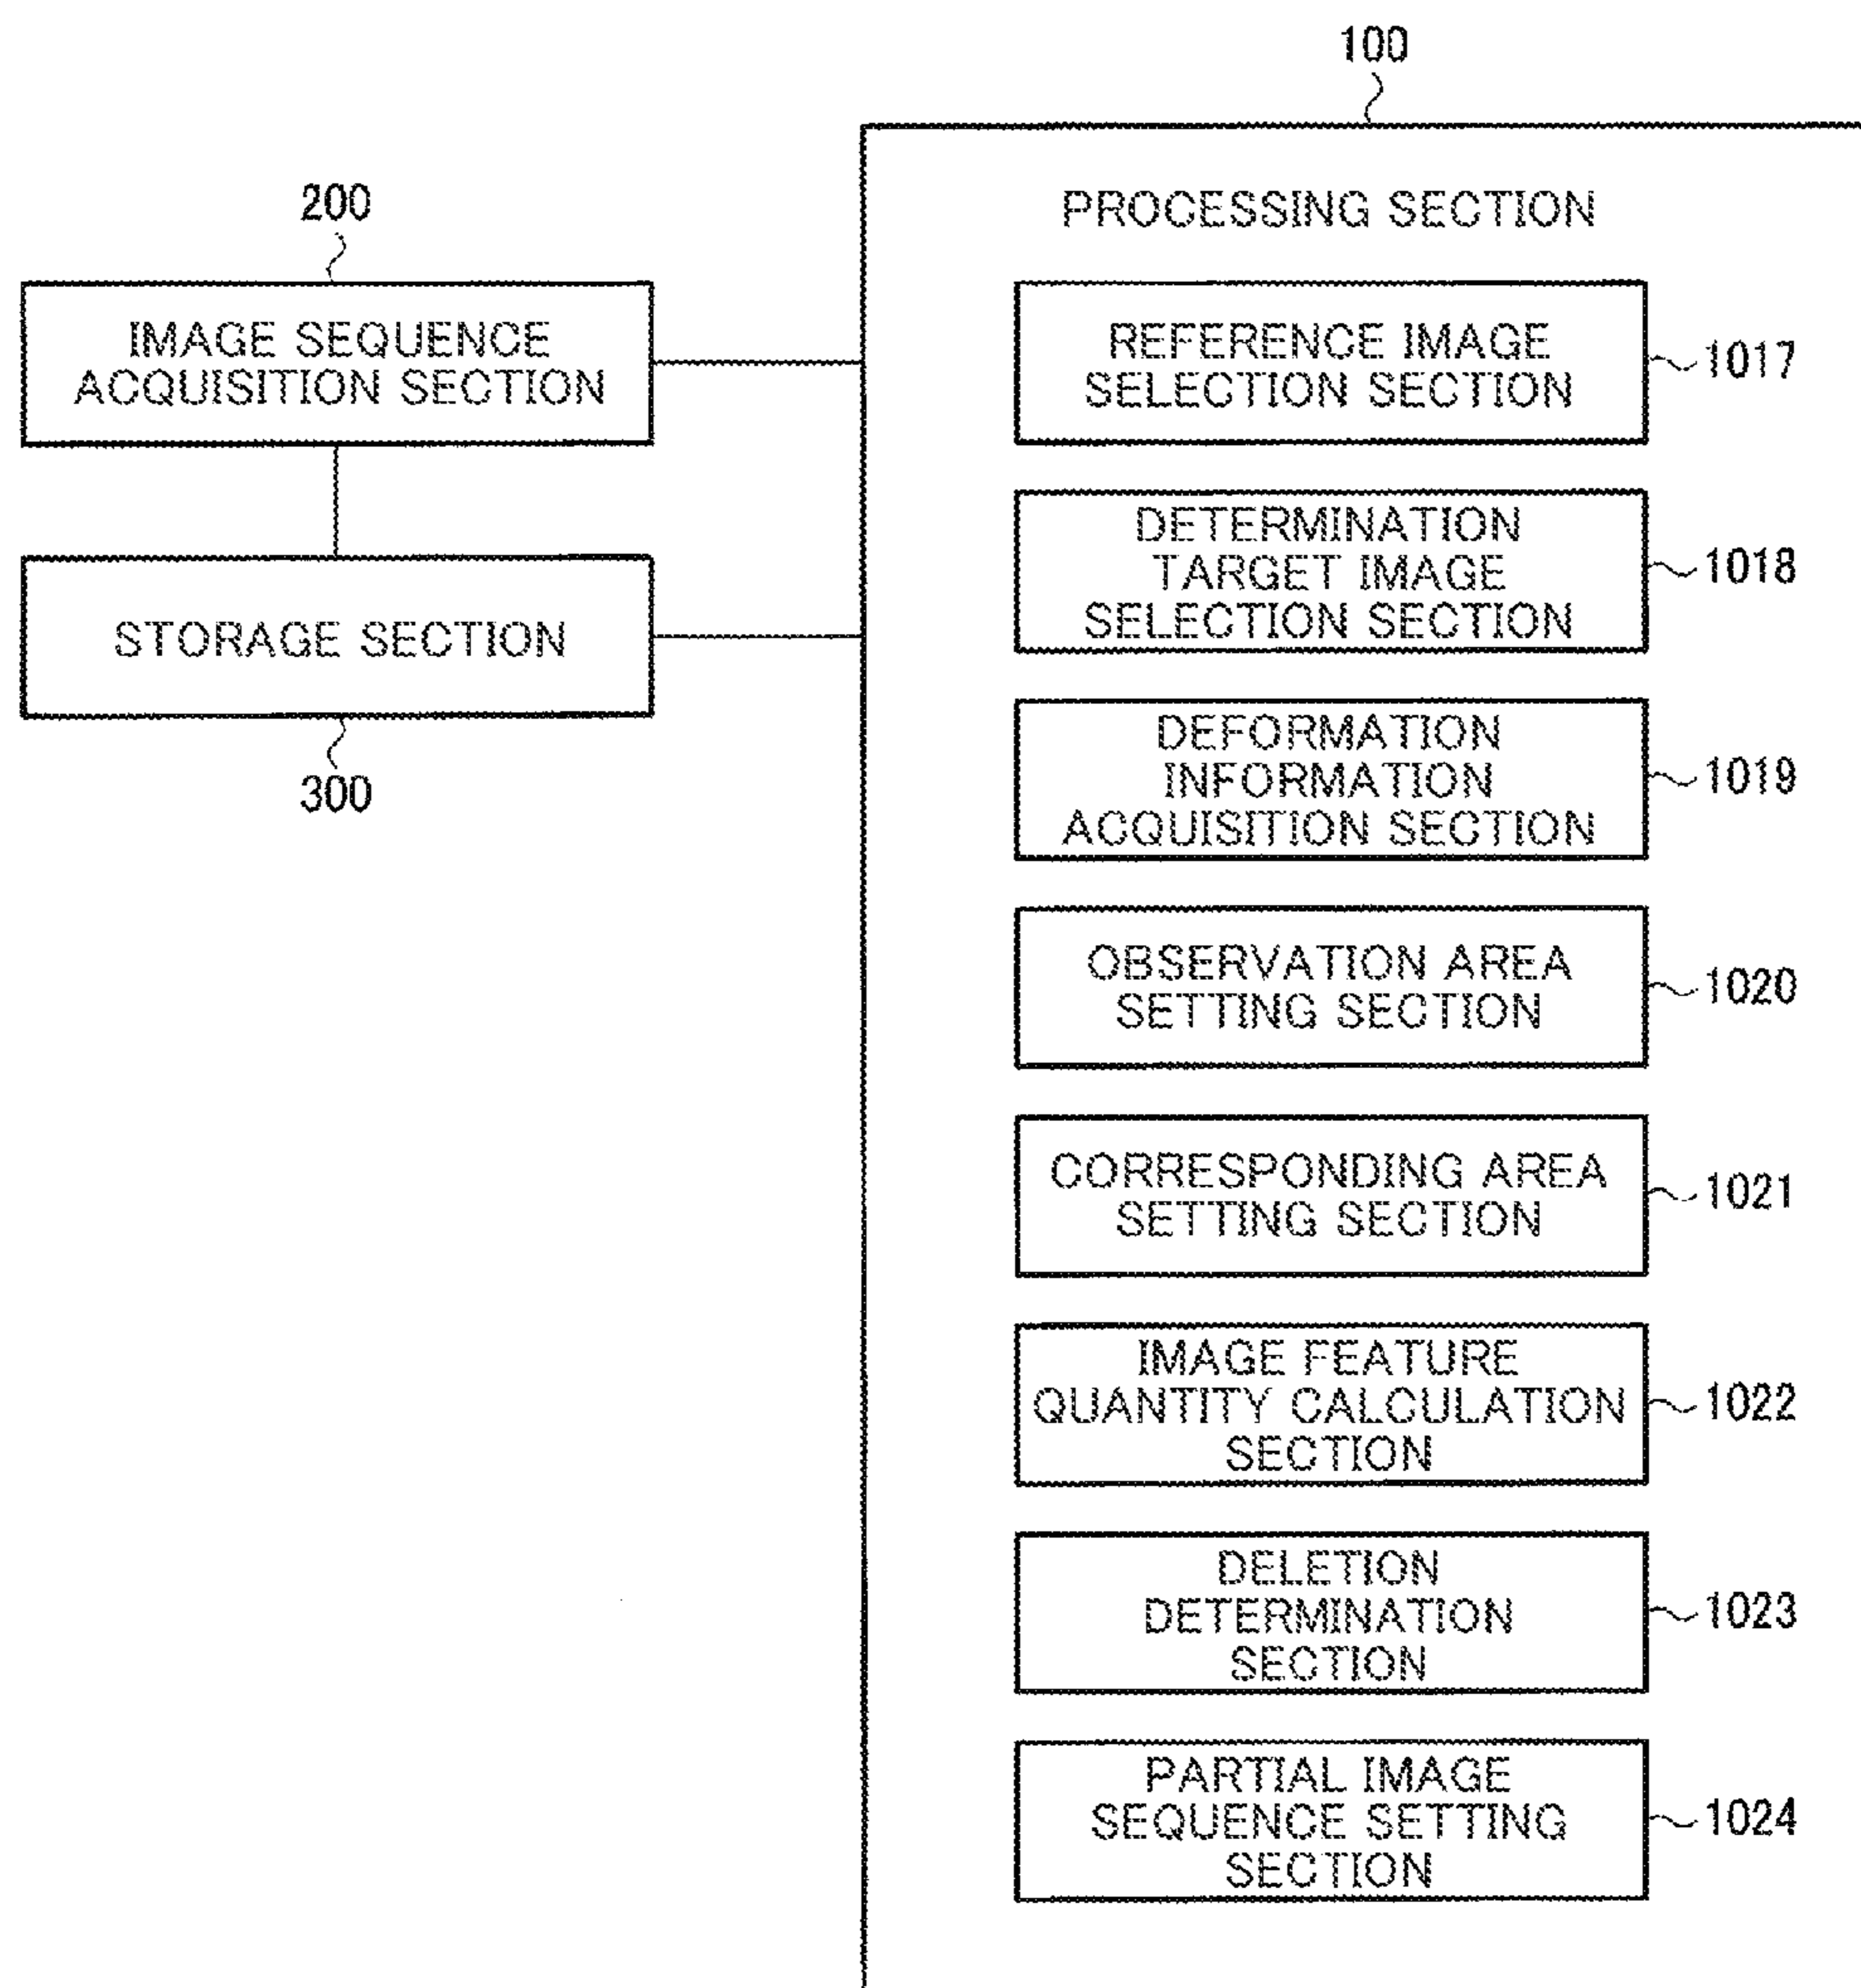 100
PROCESSING SECTION
200
IMAGE SEQUENCE
ACQUISITION SECTION
STORAGE SECTION
300
REFERENCE IMAGE
SELECTION SECTION
1017
DETERMINATION
TARGET IMAGE
SELECTION SECTION
1018
DEFORMATION
INFORMATION
ACQUISITION SECTION
1019
OBSERVATION AREA
SETTING SECTION
1020
CORRESPONDING AREA
SETTING SECTION
1021
IMAGE FEATURE
QUANTITY CALCULATION
SECTION
1022
DELETION
DETERMINATION
SECTION
1023
PARTIAL IMAGE
SEQUENCE SETTING
SECTION
1024